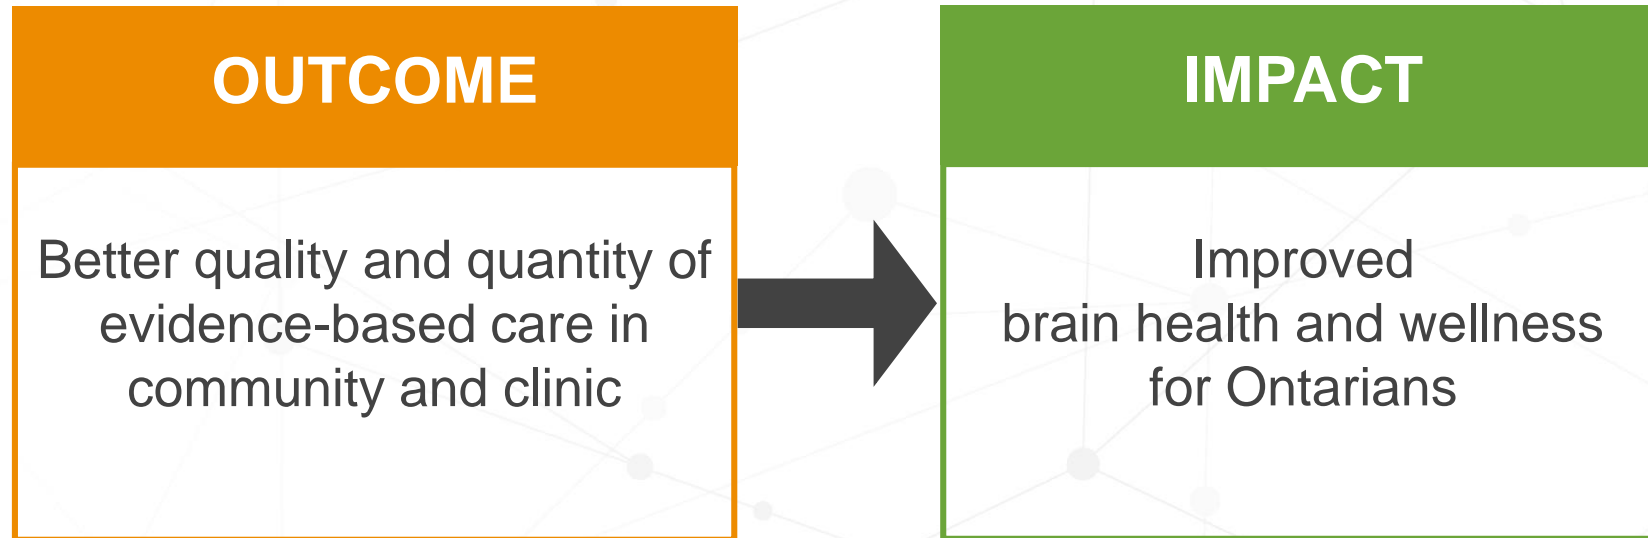 OUTCOME
Better quality and quantity of
evidence-based care in
community and clinic
IMPACT
Improved
brain health and wellness
for Ontarians